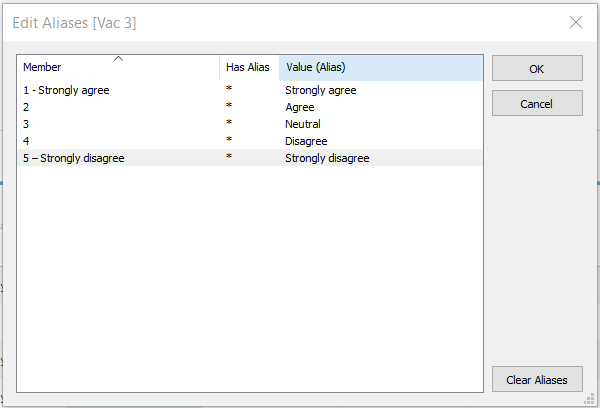 Edit Aliases [Vac 3]
Member Has Alias Value (Alias)
1 - Strongly agree * Strongly agree
2 * Agree
3 * Neutral
4 * Disagree
5 – Strongly disagree * Strongly disagree
OK
Cancel
Clear Aliases